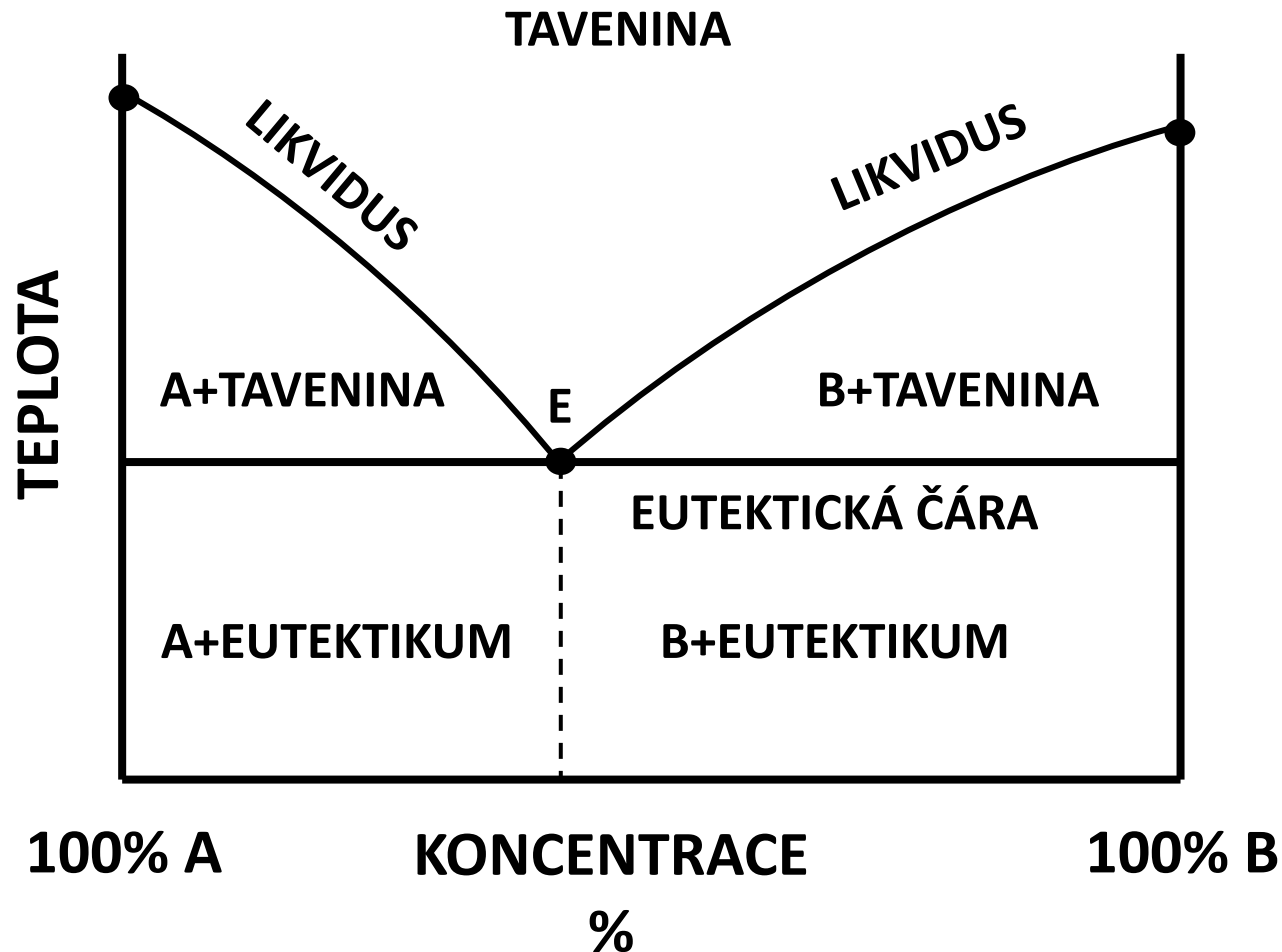 TAVENINA
LIKVIDUS
LIKVIDUS
TEPLOTA
A+TAVENINA
E
B+TAVENINA
EUTEKTICKÁ ČÁRA
A+EUTEKTIKUM
B+EUTEKTIKUM
100% A
KONCENTRACE
100% B
%